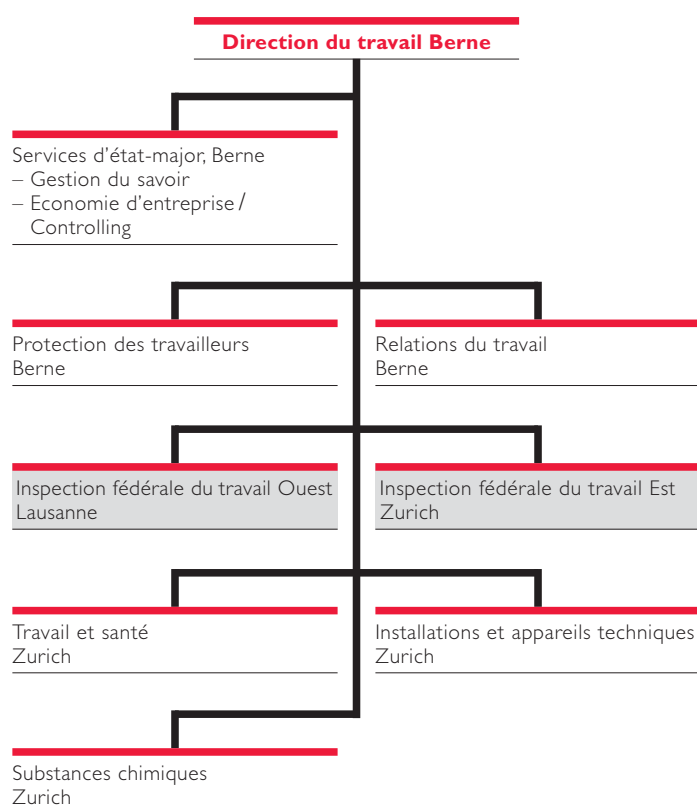 Direction du travail Berne
Services d'état-major, Berne
– Gestion du savoir
– Economie d'entreprise /
Controlling
Protection des travailleurs
Berne
Relations du travail
Berne
Inspection fédérale du travail Ouest
Lausanne
Inspection fédérale du travail Est
Zurich
Travail et santé
Zurich
Installations et appareils techniques
Zurich
Substances chimiques
Zurich